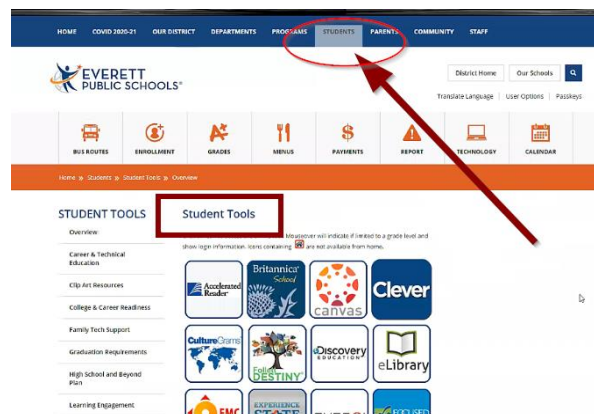 HOME COVID 2020-21 OUR DISTRICT DEPARTMENTS PROGRAMS STUDENTS PARENTS COMMUNITY STAFF
EVERETT
PUBLIC SCHOOLS®
District Home Our Schools
Translate Language User Options Passkeys
BUS ROUTES ENROLLMENT GRADES MENUS PAYMENTS REPORT TECHNOLOGY CALENDAR
Home » Students » Student Tools » Overview
STUDENT TOOLS
Overview
Career & Technical
Education
Clip Art Resources
College & Career Readiness
Family Tech Support
Graduation Requirements
High School and Beyond
Plan
Learning Engagement
Student Tools
Mouseover will indicate if limited to a grade level and
show login information. Icons containing are not available from home.
Accelerated
Reader
Britannica
School
canvas
Clever
CultureGrams
Follett
DESTINY
Discovery
EDUCATION
eLibrary
EMC
EXPERIENCE
STATE
FOCUSED